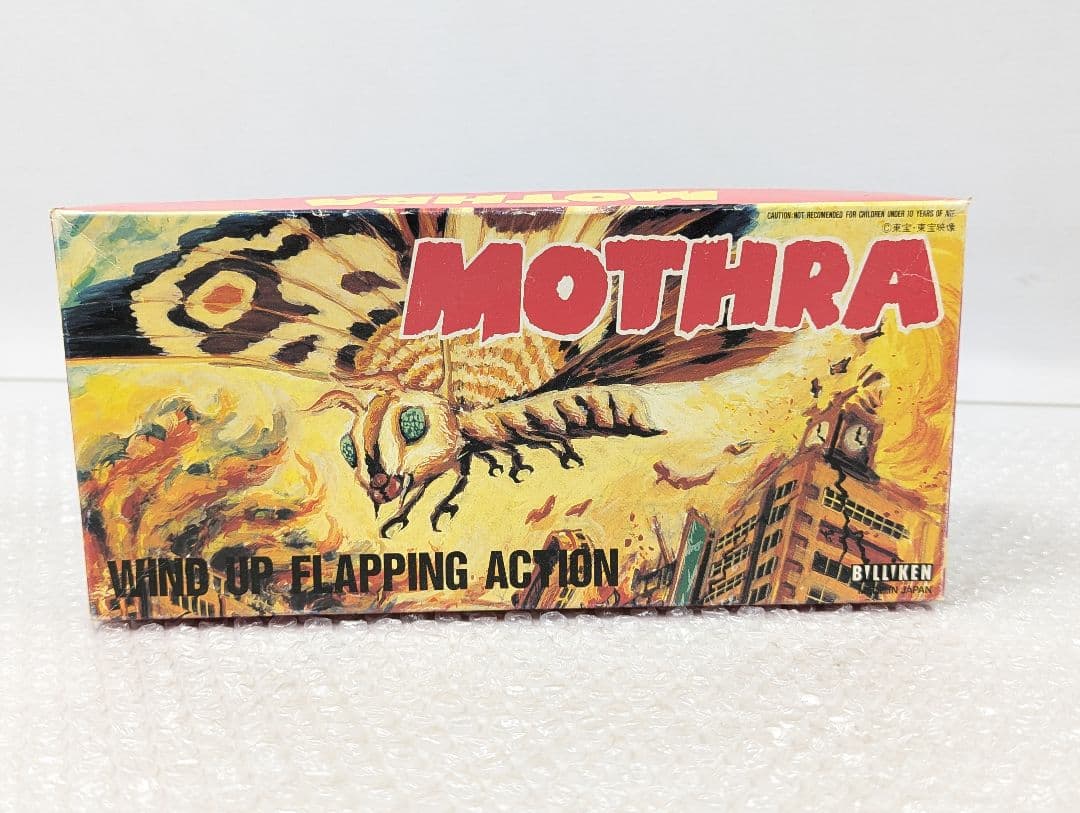 MOTHRA
CAUTION: NOT RECOMENDED FOR CHILDREN UNDER 10 YEARS OF AGE
©東宝・東宝映像
MOTHRA
WIND UP FLAPPING ACTION
BILLIKEN
MADE IN JAPAN